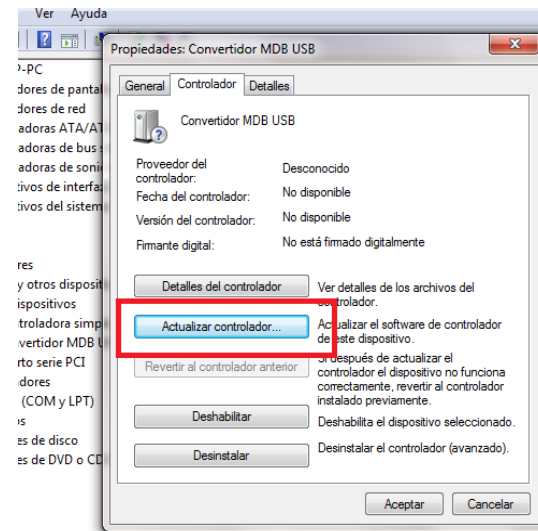 Ver Ayuda
Propiedades: Convertidor MDB USB
General Controlador Detalles
Convertidor MDB USB
Proveedor del controlador: Desconocido
Fecha del controlador: No disponible
Versión del controlador: No disponible
Firmante digital: No está firmado digitalmente
Detalles del controlador
Ver detalles de los archivos del
controlador.
Actualizar controlador...
Actualizar el software de controlador
de este dispositivo.
Revertir al controlador anterior
Si después de actualizar el
controlador el dispositivo no funciona
correctamente, revertir al controlador
instalado previamente.
Deshabilitar
Deshabilita el dispositivo seleccionado.
Desinstalar
Desinstalar el controlador (avanzado).
Aceptar Cancelar
-PC
dores de pantal
dores de red
adoras ATA/AT
adoras de bus s
adoras de soni
tivos de interfa
tivos del sistem
res
y otros disposit
ispositivos
troladora simp
vertidor MDB U
rto serie PCI
dores
(COM y LPT)
os
es de disco
es de DVD o CD